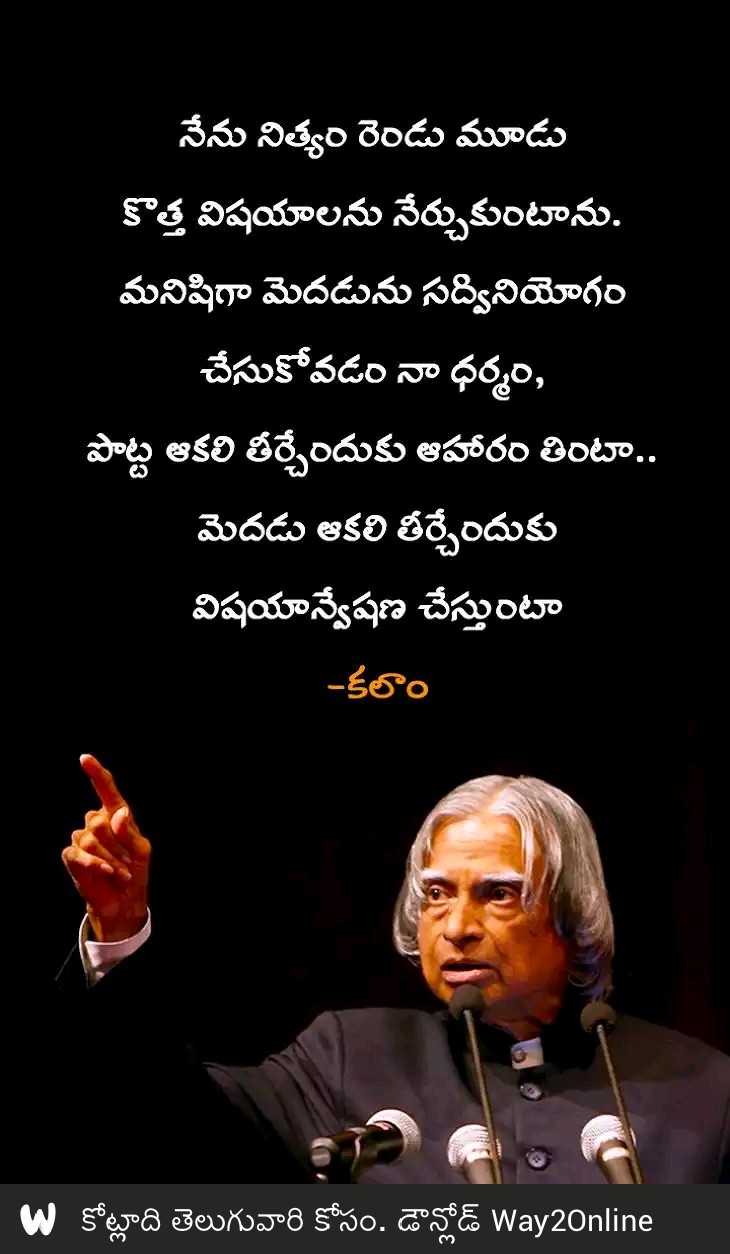 నేను నిత్యం రెండు మూడు
కొత్త విషయాలను నేర్చుకుంటాను.
మనిషిగా మెదడును సద్వినియోగం
చేసుకోవడం నా ధర్మం,
పొట్ట ఆకలి తీర్చేందుకు ఆహారం తింటా..
మెదడు ఆకలి తీర్చేందుకు
విషయాన్వేషణ చేస్తుంటా
-కలాం
కోట్లాది తెలుగువారి కోసం. డౌన్లోడ్ Way2Online